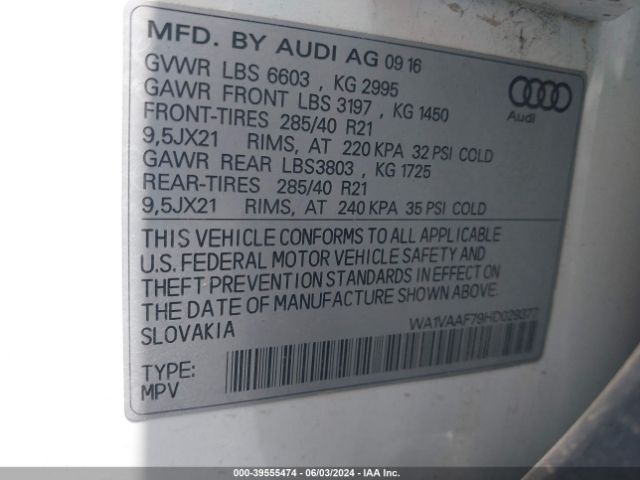 MFD. BY AUDI AG 09 16
GVWR LBS 6603 , KG 2995
GAWR FRONT LBS 3197 , KG 1450
FRONT-TIRES 285/40 R21
9,5JX21 RIMS, AT 220 KPA 32 PSI COLD
GAWR REAR LBS3803 , KG 1725
REAR-TIRES 285/40 R21
9,5JX21 RIMS, AT 240 KPA 35 PSI COLD
Audi
THIS VEHICLE CONFORMS TO ALL APPLICABLE
U.S. FEDERAL MOTOR VEHICLE SAFETY AND
THEFT PREVENTION STANDARDS IN EFFECT ON
THE DATE OF MANUFACTURE SHOWN ABOVE.
SLOVAKIA
WA1VAAF79HD029377
TYPE:
MPV
000-39555474 - 06/03/2024 - IAA Inc.